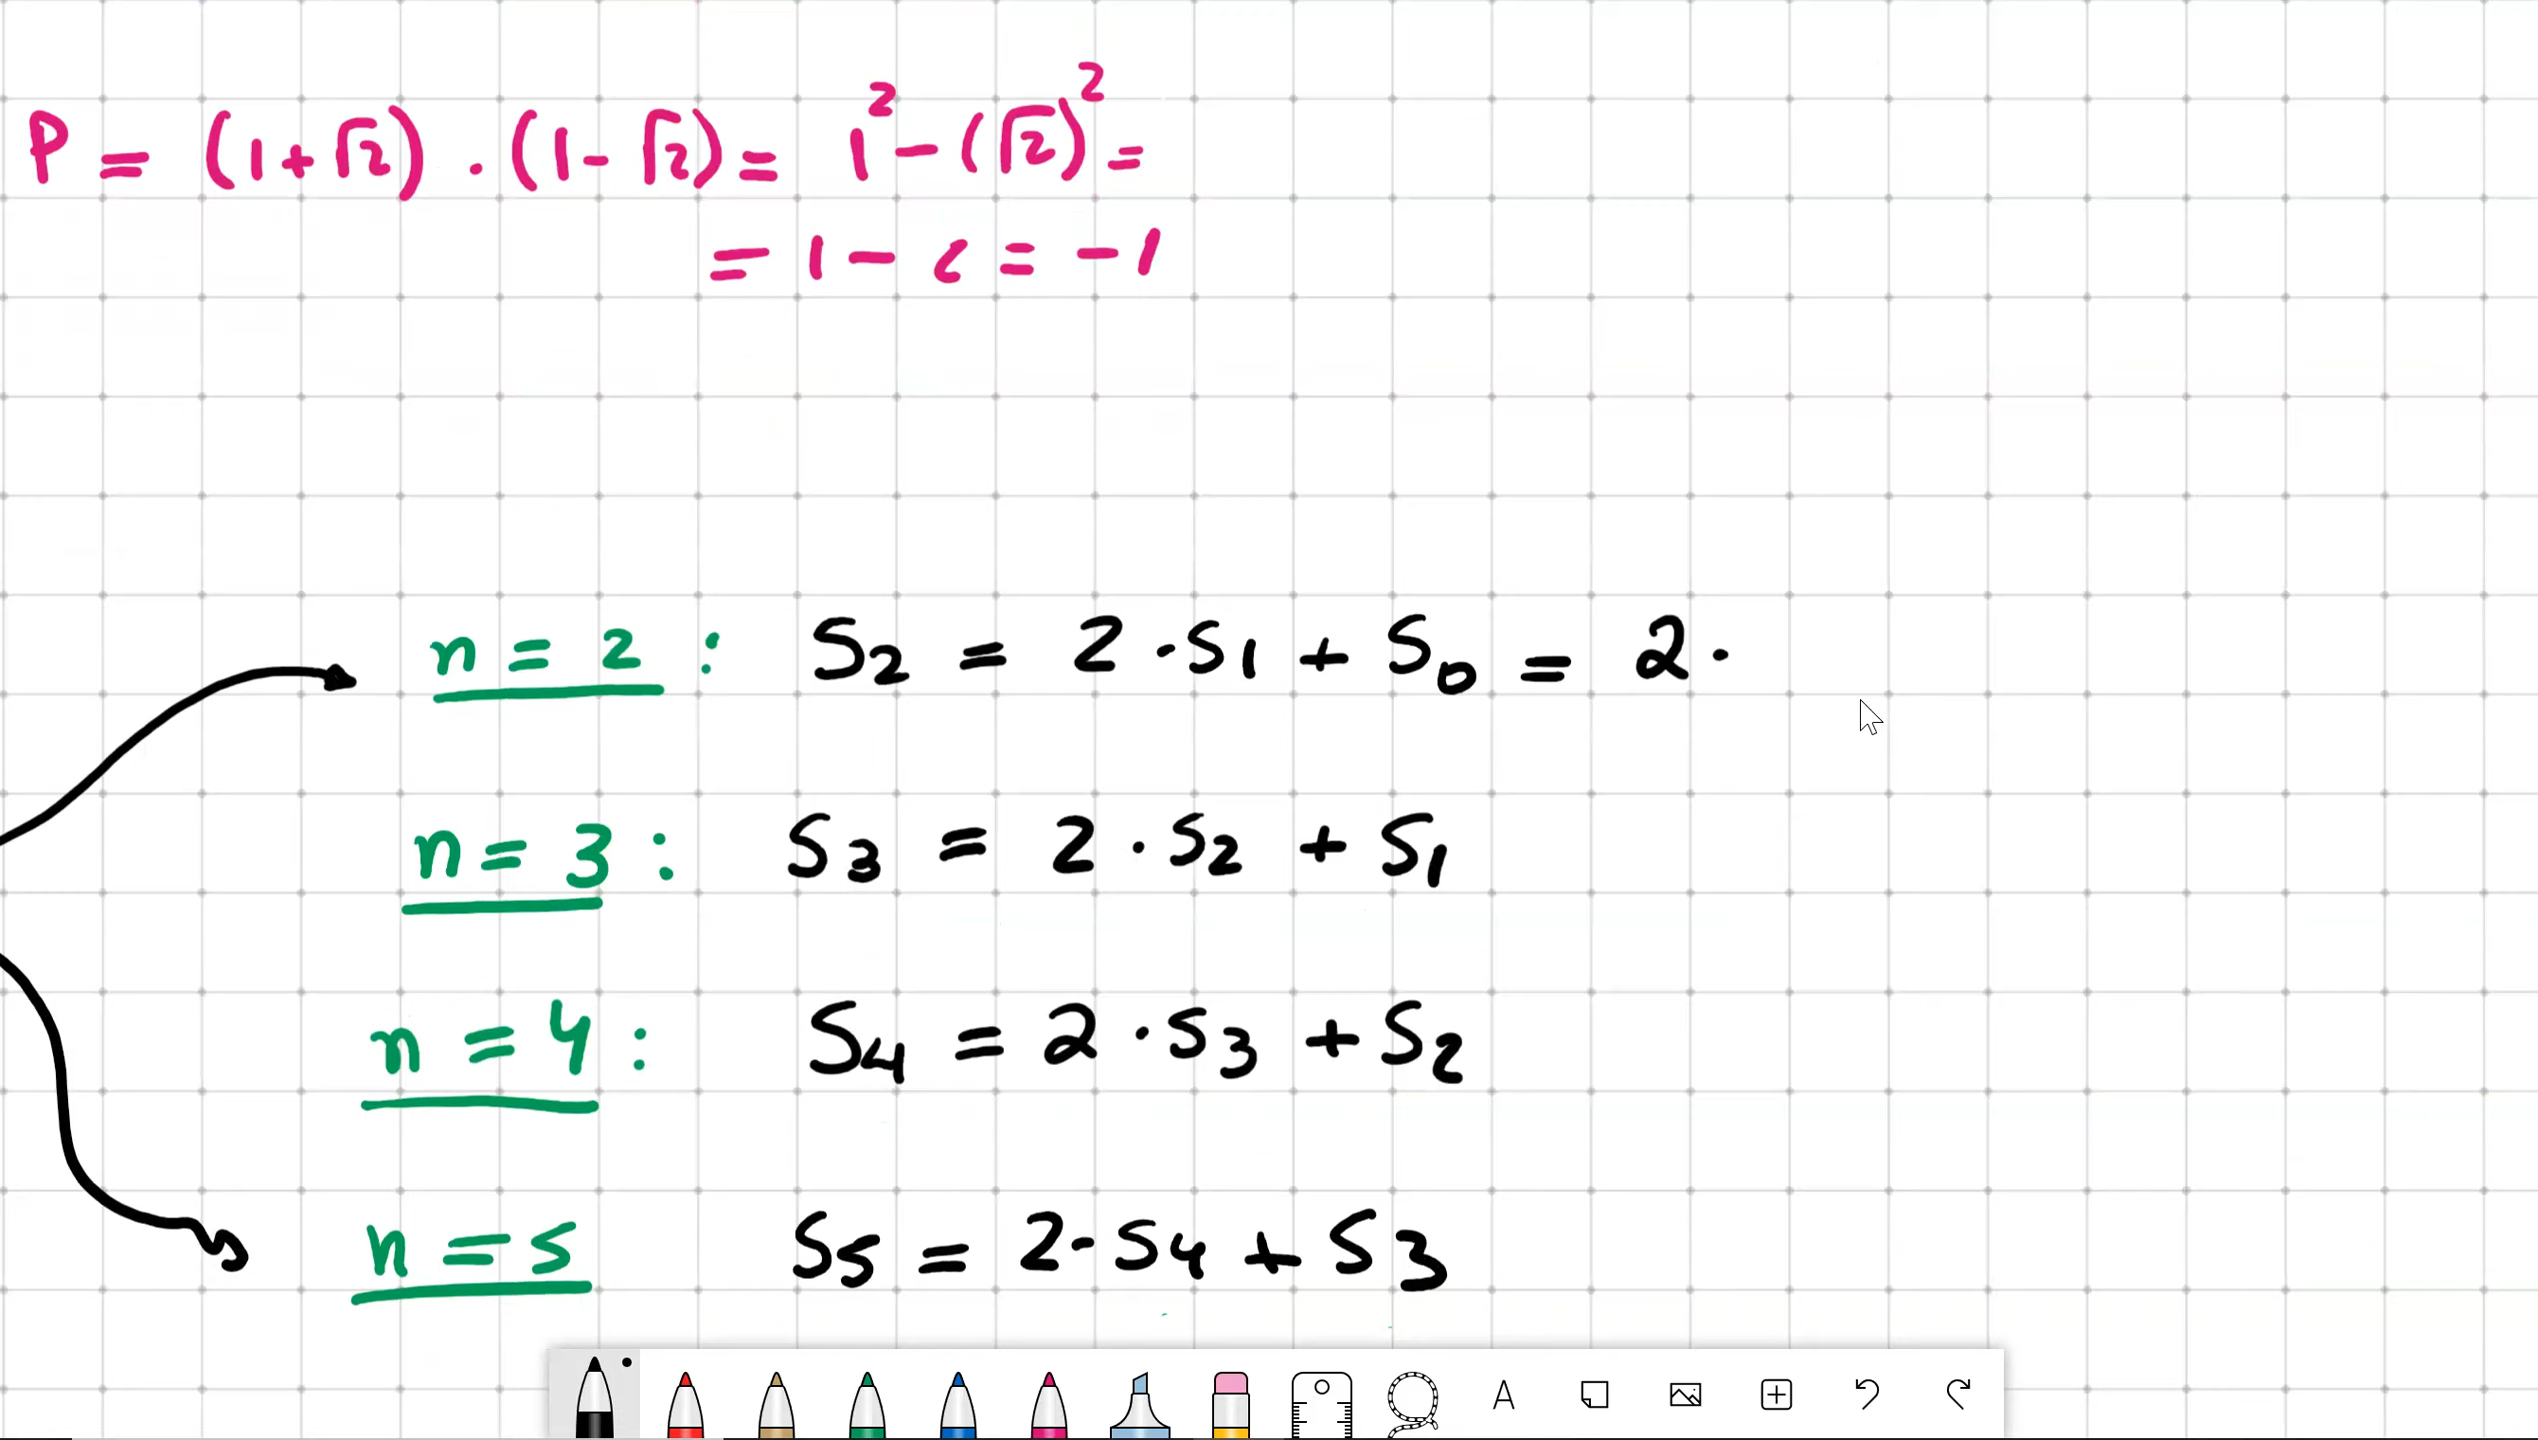 P = (1+√2) · (1-√2) = 1² - (√2)² =
= 1 - 2 = -1
n = 2 : S₂ = 2 · S₁ + S₀ = 2 ·
n = 3 : S₃ = 2 · S₂ + S₁
n = 4 : S₄ = 2 · S₃ + S₂
n = 5 S₅ = 2 · S₄ + S₃
A